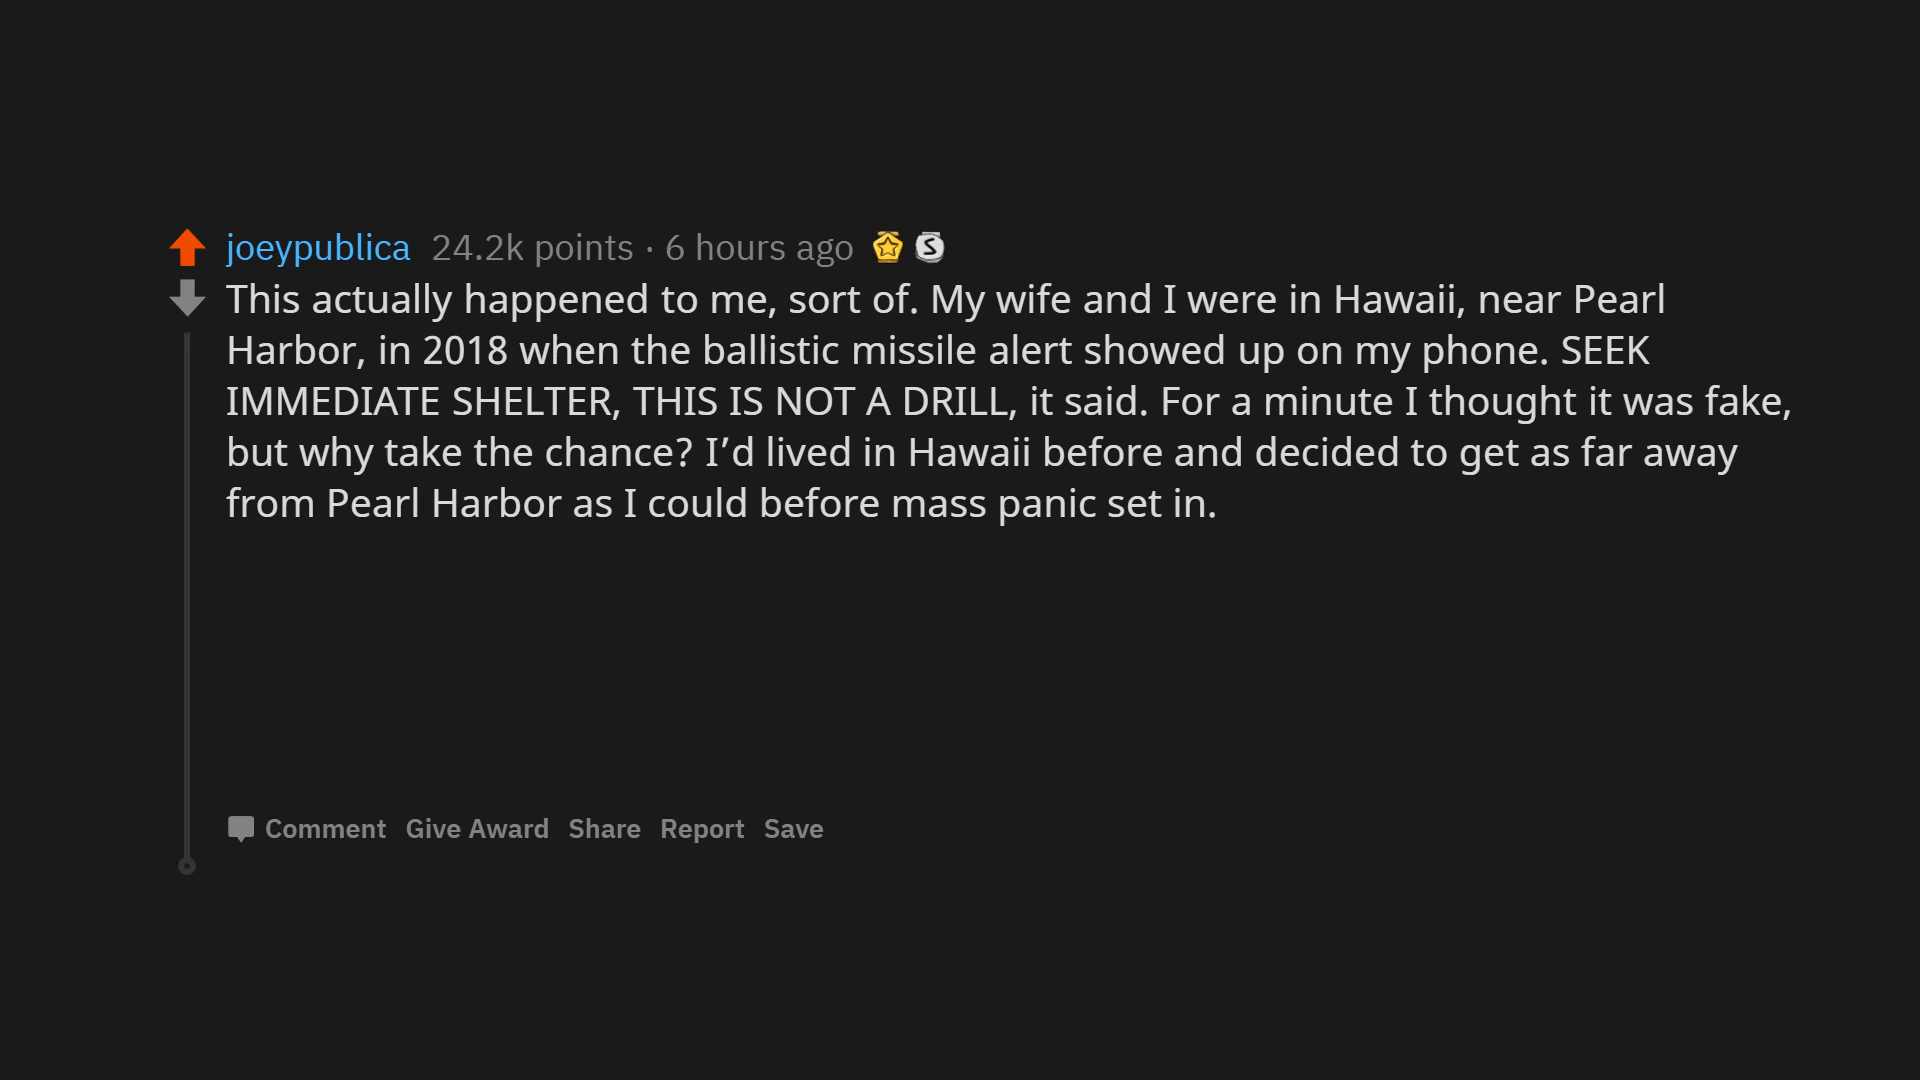 joeypublica 24.2k points · 6 hours ago S
This actually happened to me, sort of. My wife and I were in Hawaii, near Pearl
Harbor, in 2018 when the ballistic missile alert showed up on my phone. SEEK
IMMEDIATE SHELTER, THIS IS NOT A DRILL, it said. For a minute I thought it was fake,
but why take the chance? I’d lived in Hawaii before and decided to get as far away
from Pearl Harbor as I could before mass panic set in.
Comment Give Award Share Report Save